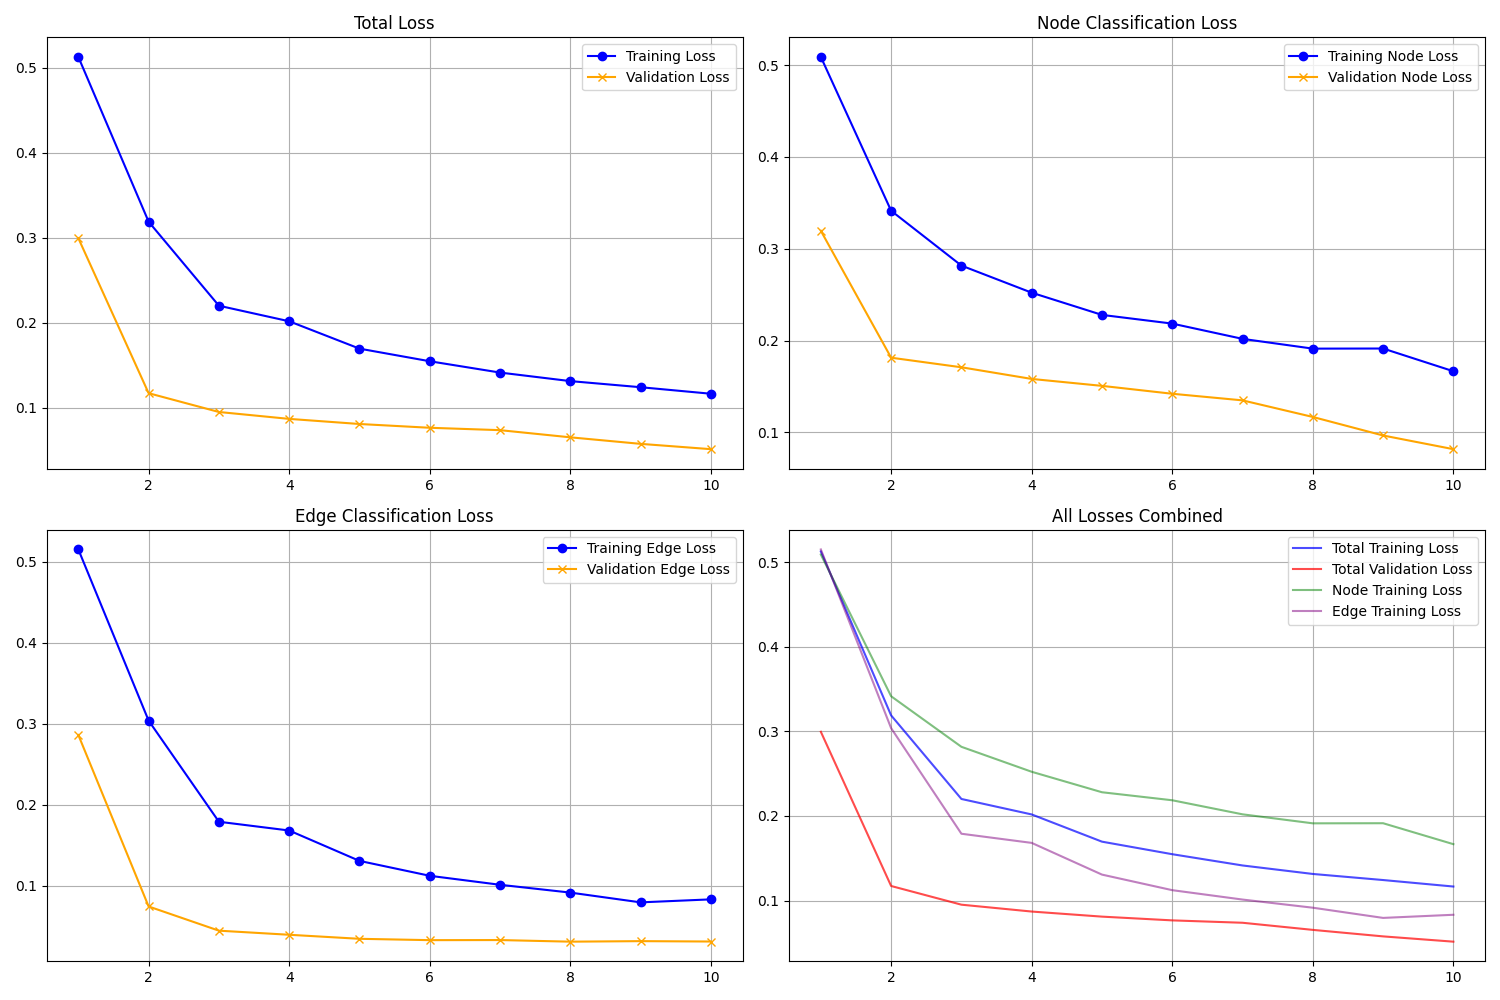 Total Loss
0.5
0.4
0.3
0.2
0.1
2 4 6 8 10
Training Loss
Validation Loss
Node Classification Loss
0.5
0.4
0.3
0.2
0.1
2 4 6 8 10
Training Node Loss
Validation Node Loss
Edge Classification Loss
0.5
0.4
0.3
0.2
0.1
2 4 6 8 10
Training Edge Loss
Validation Edge Loss
All Losses Combined
0.5
0.4
0.3
0.2
0.1
2 4 6 8 10
Total Training Loss
Total Validation Loss
Node Training Loss
Edge Training Loss